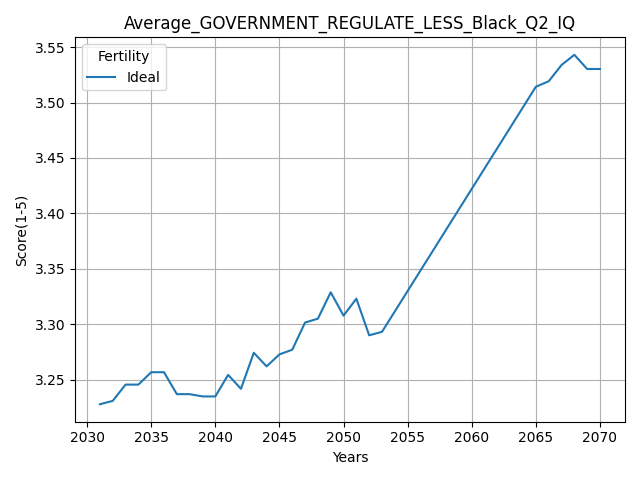 Average_GOVERNMENT_REGULATE_LESS_Black_Q2_IQ
Fertility
Ideal
3.55
3.50
3.45
3.40
3.35
3.30
3.25
Score(1-5)
2030 2035 2040 2045 2050 2055 2060 2065 2070
Years